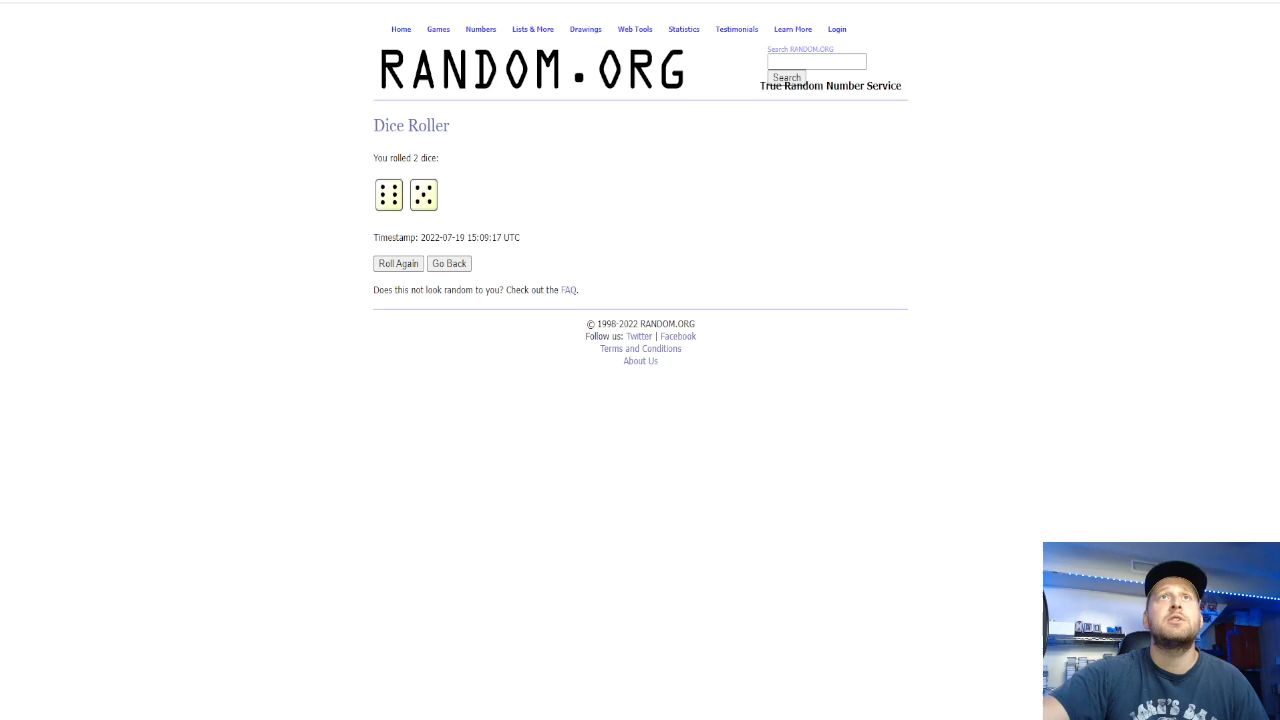 Home Games Numbers Lists & More Drawings Web Tools Statistics Testimonials Learn More Login
RANDOM.ORG
Search RANDOM.ORG
Search
True Random Number Service
Dice Roller
You rolled 2 dice:
Timestamp: 2022-07-19 15:09:17 UTC
Roll Again Go Back
Does this not look random to you? Check out the FAQ.
© 1998-2022 RANDOM.ORG
Follow us: Twitter | Facebook
Terms and Conditions
About Us